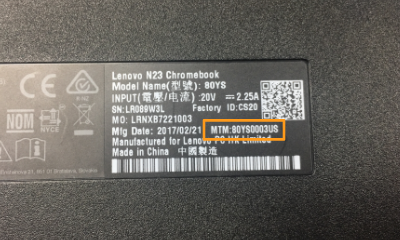 Lenovo N23 Chromebook
Model Name(型號): 80YS
INPUT(電壓/电流): 20V ⎓ 2.25A
SN:LR089W3L Factory ID:CS20
MO: LRNXB7221003
Mfg Date: 2017/02/21 MTM:80YS0003US
Manufactured for Lenovo PC HK Limited
Made in China 中國製造
NOM
NYCE